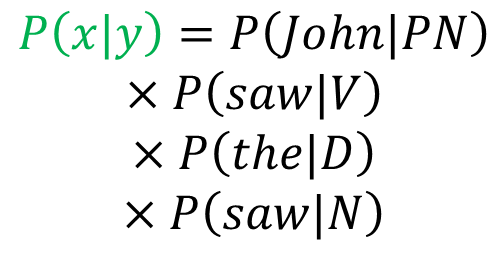 P(x|y) = P(John|PN)
× P(saw|V)
× P(the|D)
× P(saw|N)